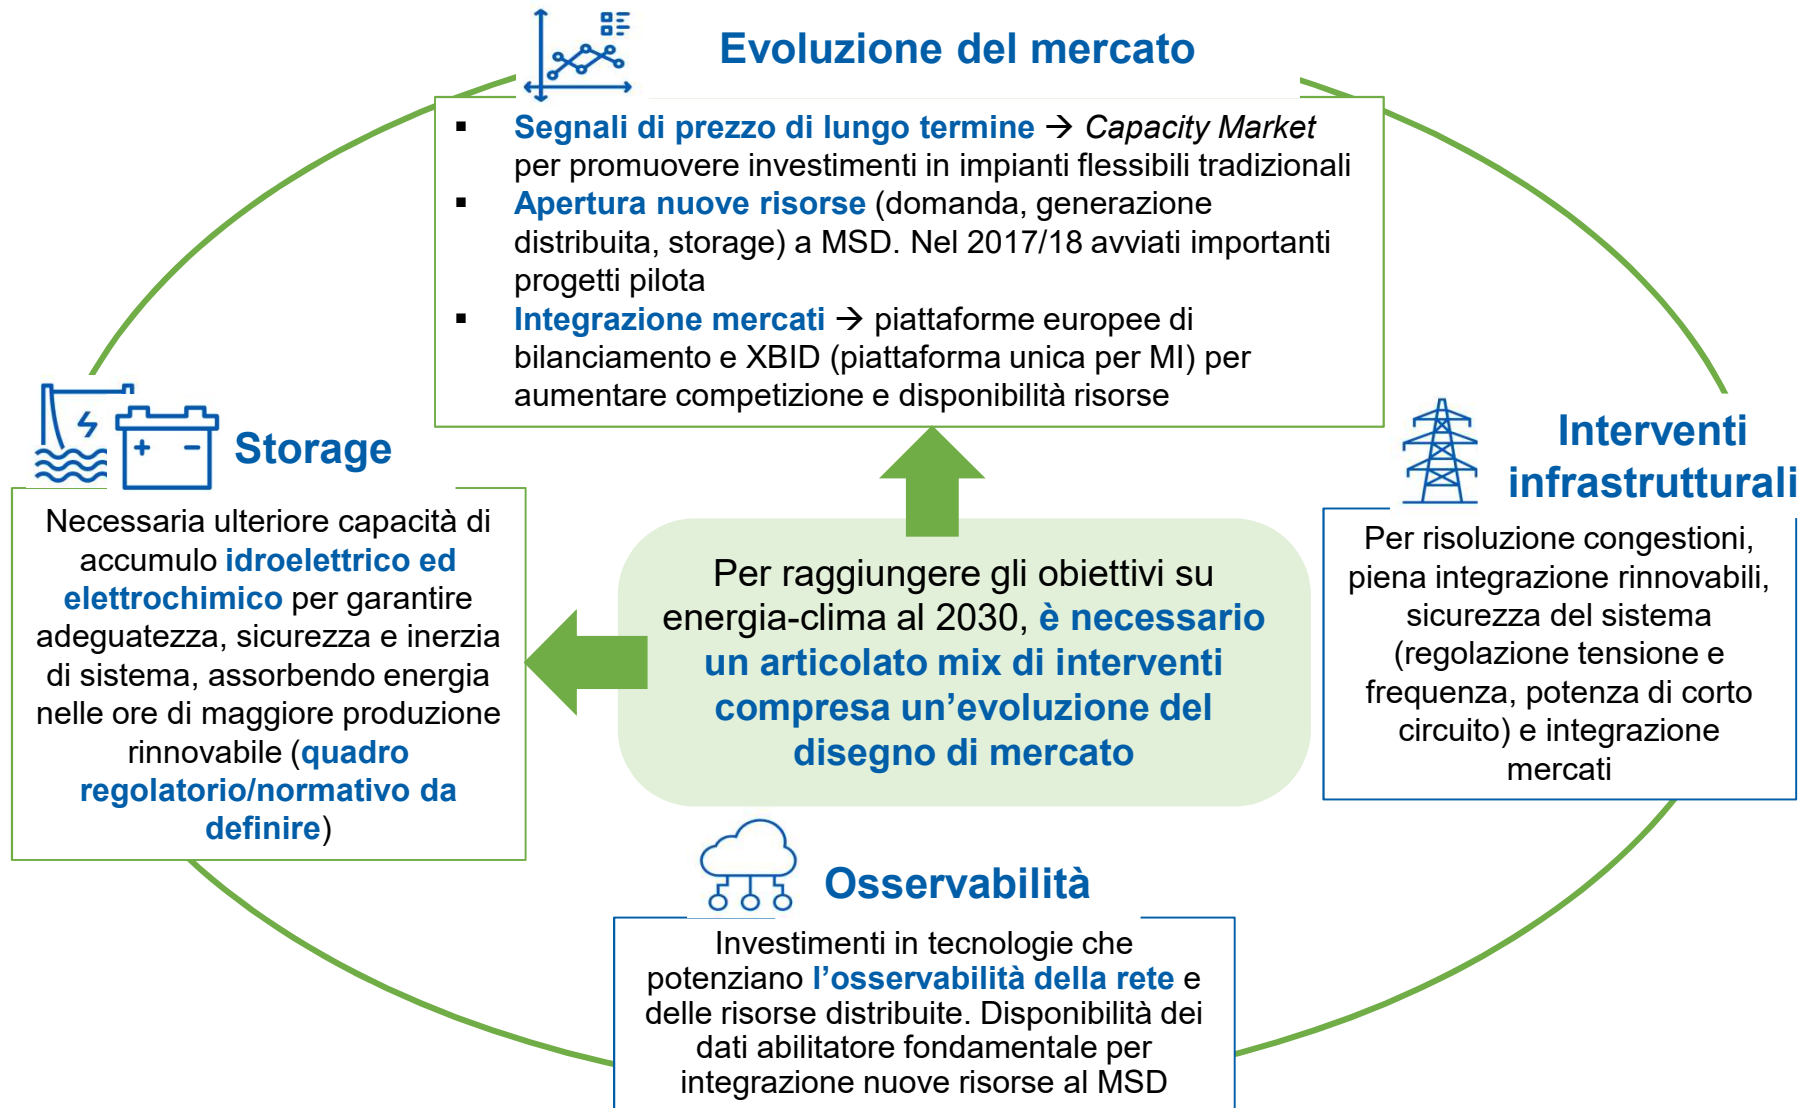 Evoluzione del mercato
▪ Segnali di prezzo di lungo termine → Capacity Market
per promuovere investimenti in impianti flessibili tradizionali
▪ Apertura nuove risorse (domanda, generazione
distribuita, storage) a MSD. Nel 2017/18 avviati importanti
progetti pilota
▪ Integrazione mercati → piattaforme europee di
bilanciamento e XBID (piattaforma unica per MI) per
aumentare competizione e disponibilità risorse
Storage
Necessaria ulteriore capacità di
accumulo idroelettrico ed
elettrochimico per garantire
adeguatezza, sicurezza e inerzia
di sistema, assorbendo energia
nelle ore di maggiore produzione
rinnovabile (quadro
regolatorio/normativo da
definire)
Per raggiungere gli obiettivi su
energia-clima al 2030, è necessario
un articolato mix di interventi
compresa un’evoluzione del
disegno di mercato
Interventi
infrastrutturali
Per risoluzione congestioni,
piena integrazione rinnovabili,
sicurezza del sistema
(regolazione tensione e
frequenza, potenza di corto
circuito) e integrazione
mercati
Osservabilità
Investimenti in tecnologie che
potenziano l’osservabilità della rete e
delle risorse distribuite. Disponibilità dei
dati abilitatore fondamentale per
integrazione nuove risorse al MSD